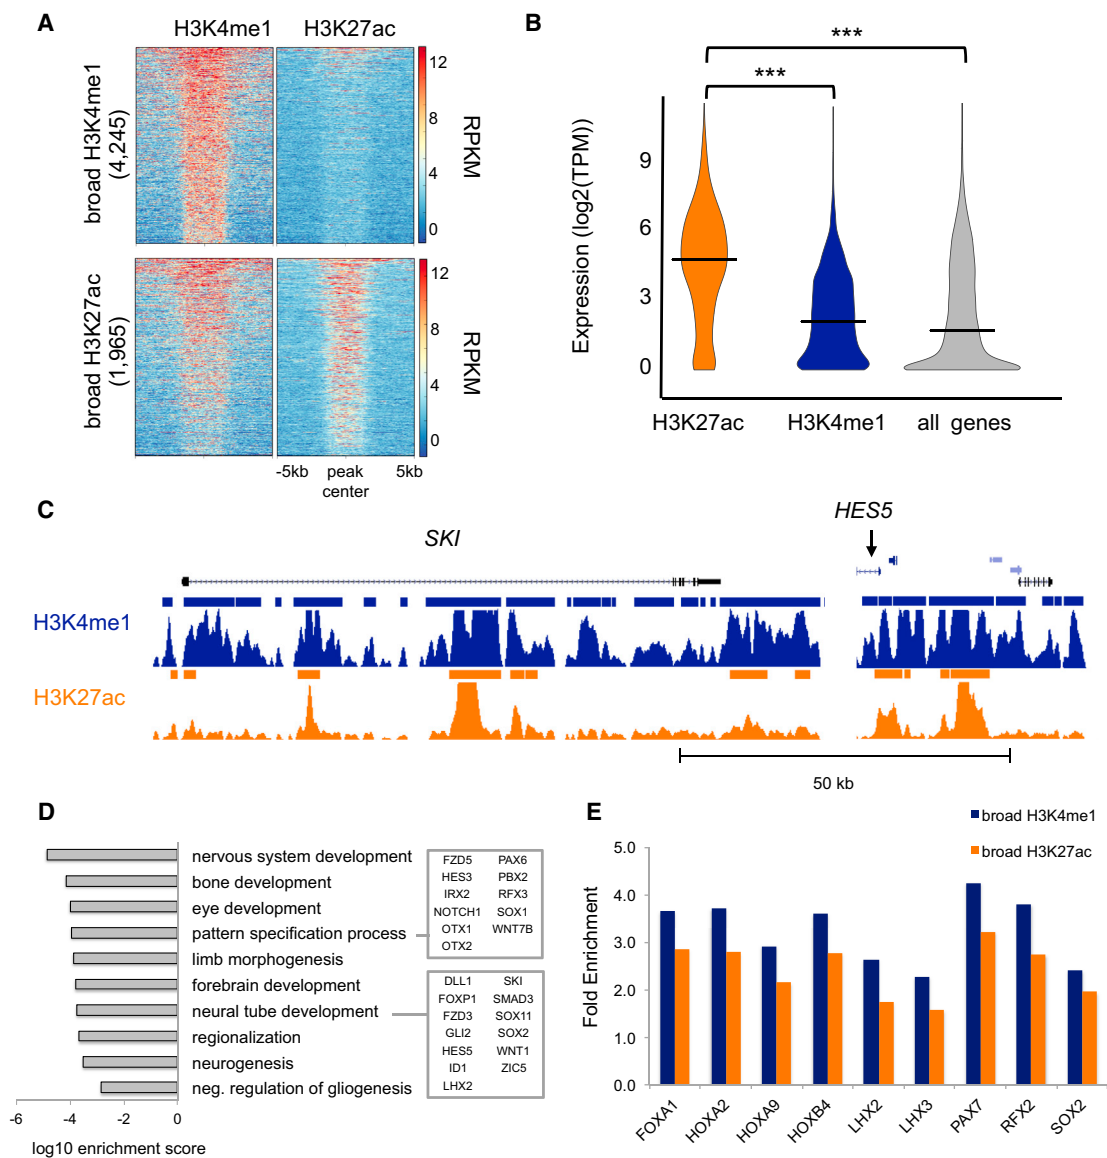 A
H3K4me1
H3K27ac
broad H3K4me1
(4,245)
12
8
4
0
RPKM
broad H3K27ac
(1,965)
12
8
4
0
RPKM
-5kb
peak
center
5kb
B
***
***
Expression (log2(TPM))
9
6
3
0
H3K27ac
H3K4me1
all genes
C
SKI
HES5
H3K4me1
H3K27ac
50 kb
D
nervous system development
bone development
eye development
pattern specification process
limb morphogenesis
forebrain development
neural tube development
regionalization
neurogenesis
neg. regulation of gliogenesis
-6
-4
-2
0
log10 enrichment score
FZD5 PAX6
HES3 PBX2
IRX2 RFX3
NOTCH1 SOX1
OTX1 WNT7B
OTX2
DLL1 SKI
FOXP1 SMAD3
FZD3 SOX11
GLI2 SOX2
HES5 WNT1
ID1 ZIC5
LHX2
E
broad H3K4me1
broad H3K27ac
Fold Enrichment
5.0
4.0
3.0
2.0
1.0
0.0
FOXA1
HOXA2
HOXA9
HOXB4
LHX2
LHX3
PAX7
RFX2
SOX2